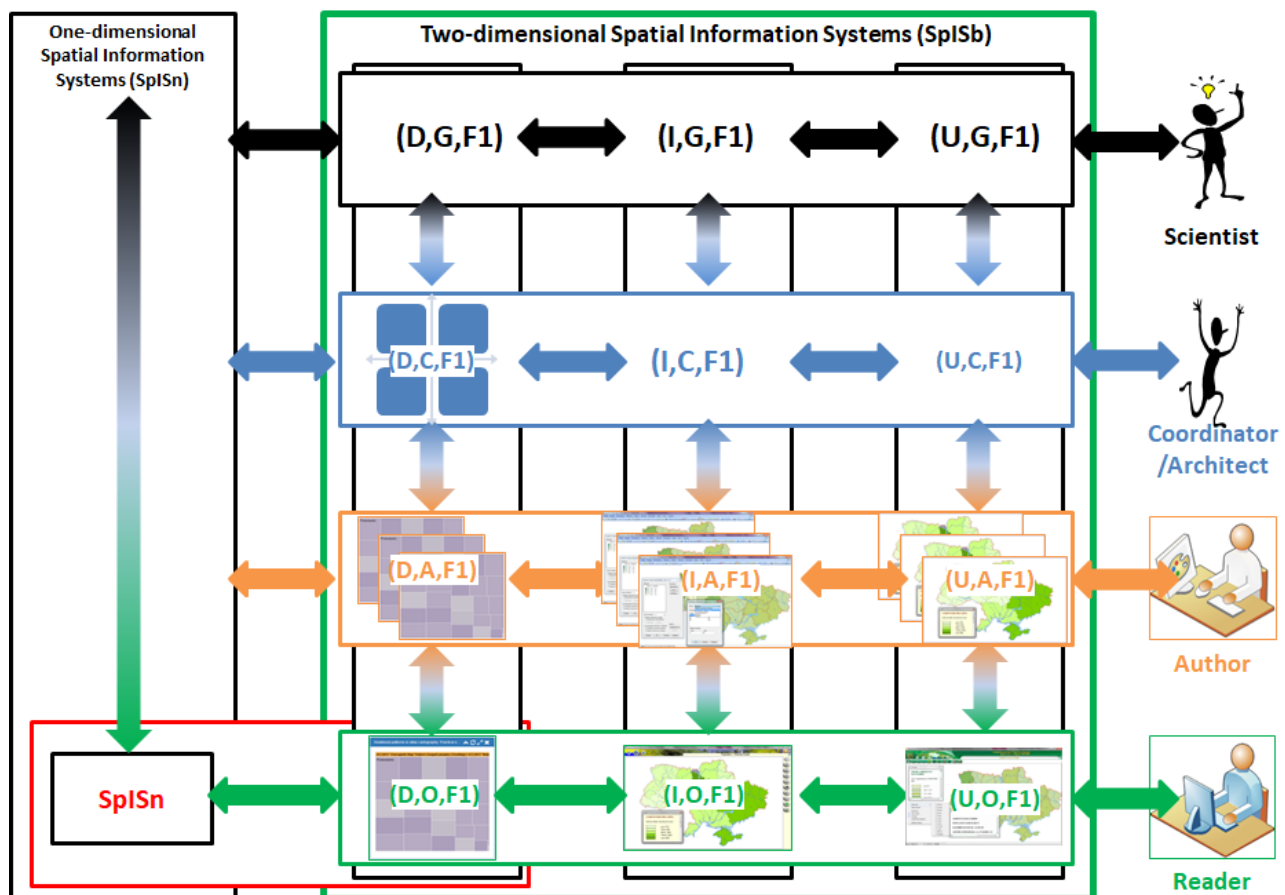 One-dimensional
Spatial Information
Systems (SpISn)
Two-dimensional Spatial Information Systems (SpISb)
(D,G,F1)
(I,G,F1)
(U,G,F1)
Scientist
(D,C,F1)
(I,C,F1)
(U,C,F1)
Coordinator
/Architect
(D,A,F1)
(I,A,F1)
(U,A,F1)
Author
SpISn
(D,O,F1)
(I,O,F1)
(U,O,F1)
Reader